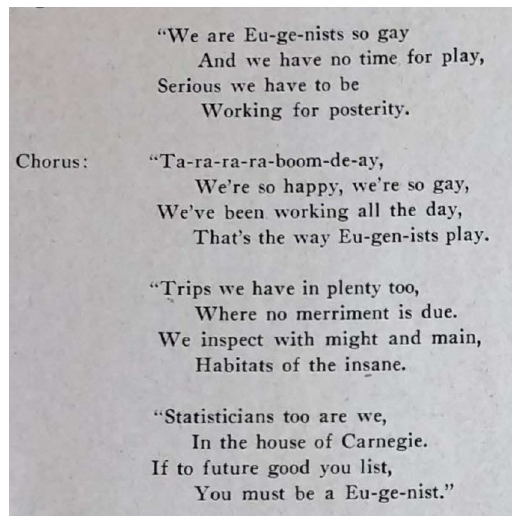 “We are Eu-ge-nists so gay
And we have no time for play,
Serious we have to be
Working for posterity.
Chorus: “Ta-ra-ra-ra-boom-de-ay,
We're so happy, we're so gay,
We've been working all the day,
That's the way Eu-gen-ists play.
“Trips we have in plenty too,
Where no merriment is due.
We inspect with might and main,
Habitats of the insane.
“Statisticians too are we,
In the house of Carnegie.
If to future good you list,
You must be a Eu-ge-nist.”